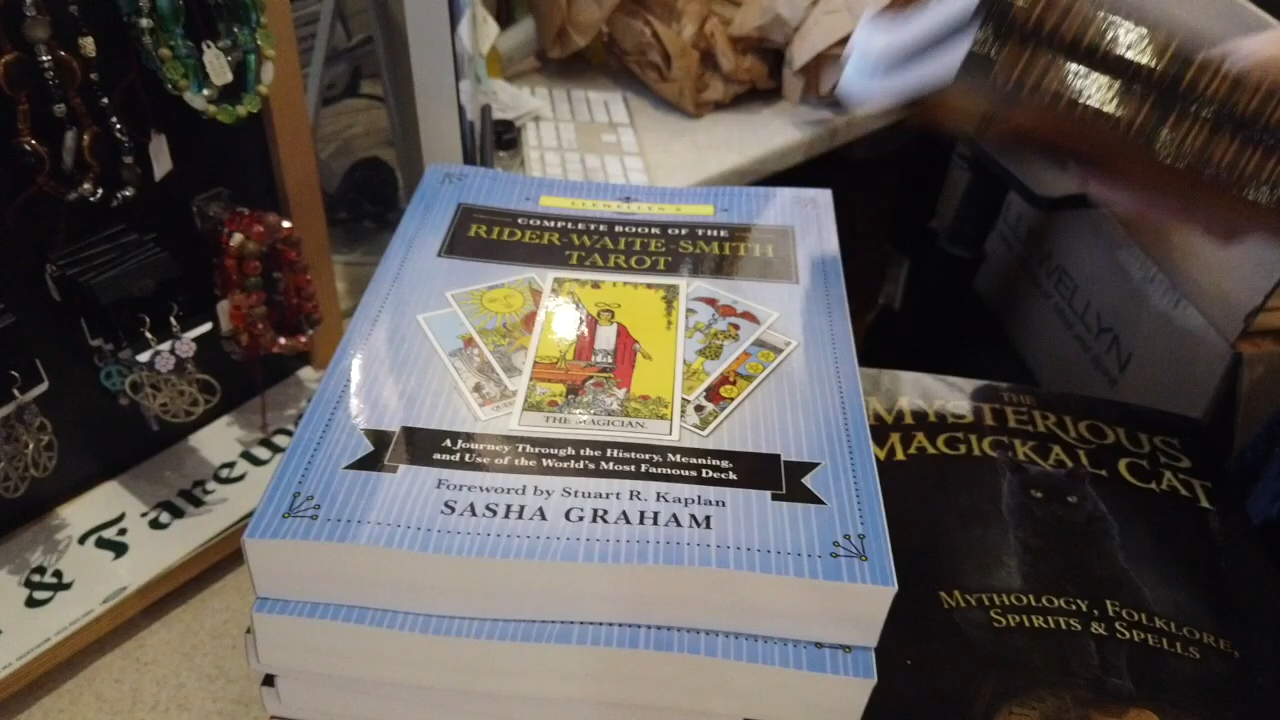 LLEWELLYN'S
COMPLETE BOOK OF THE
RIDER-WAITE-SMITH
TAROT
THE MAGICIAN.
A Journey Through the History, Meaning,
and Use of the World's Most Famous Deck
Foreword by Stuart R. Kaplan
SASHA GRAHAM
THE
MYSTERIOUS
MAGICKAL CAT
MYTHOLOGY, FOLKLORE,
SPIRITS & SPELLS
& Farewell